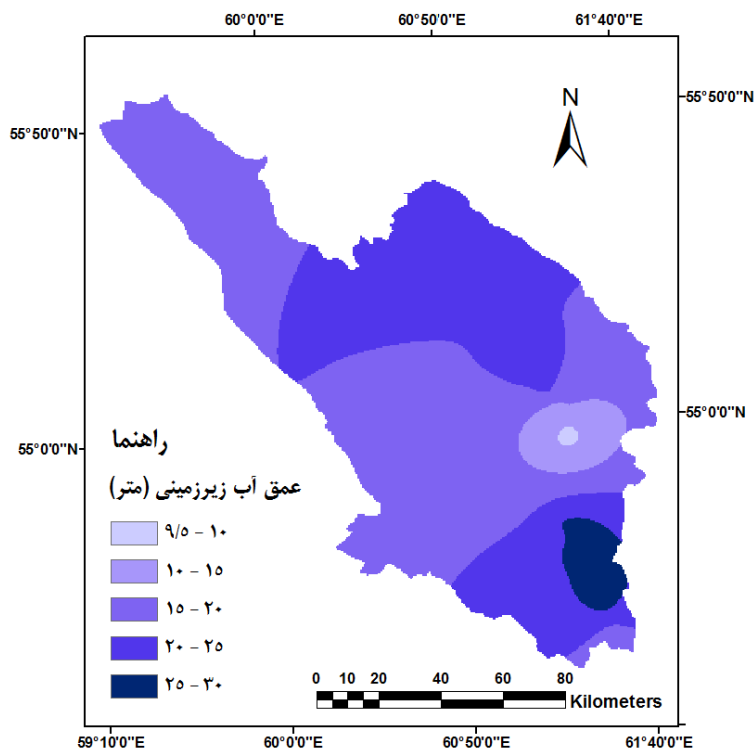 60°0'0"E 60°50'0"E 61°40'0"E
55°50'0"N
55°50'0"N
N
55°0'0"N
55°0'0"N
راهنما
عمق آب زیرزمینی (متر)
۹/۵ - ۱۰
۱۰ - ۱۵
۱۵ - ۲۰
۲۰ - ۲۵
۲۵ - ۳۰
0 10 20 40 60 80
Kilometers
59°10'0"E 60°0'0"E 60°50'0"E 61°40'0"E